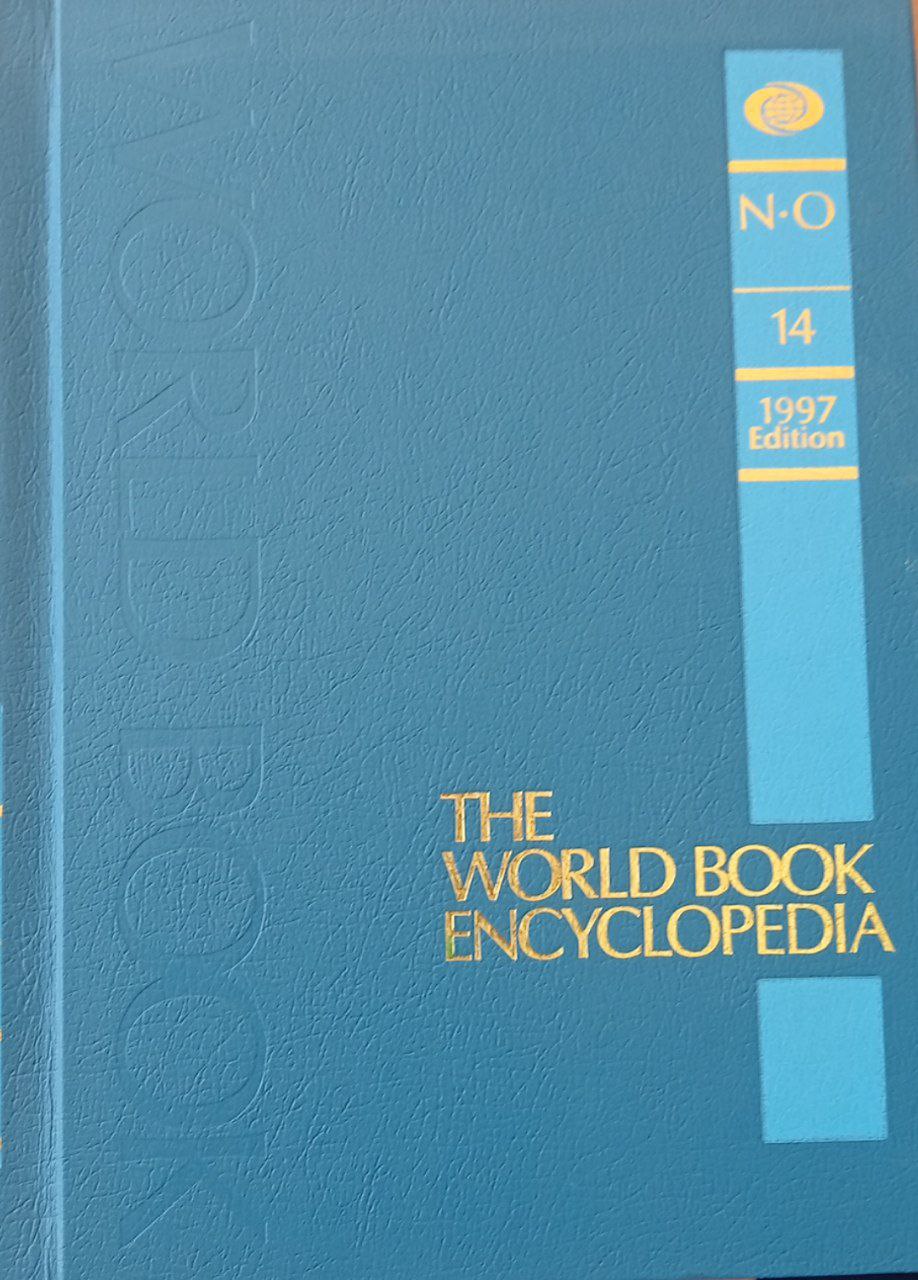 WORLD BOOK
N·O
14
1997
Edition
THE
WORLD BOOK
ENCYCLOPEDIA